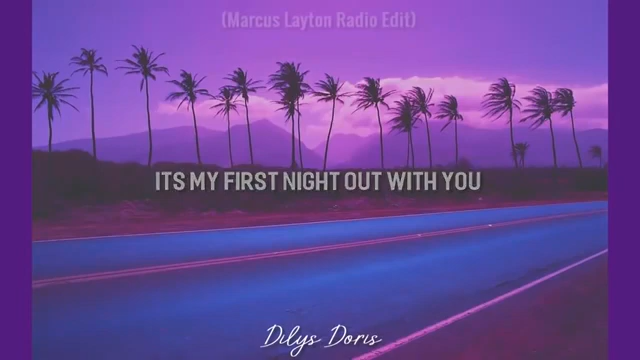 (Marcus Layton Radio Edit)
ITS MY FIRST NIGHT OUT WITH YOU
Dilys Doris